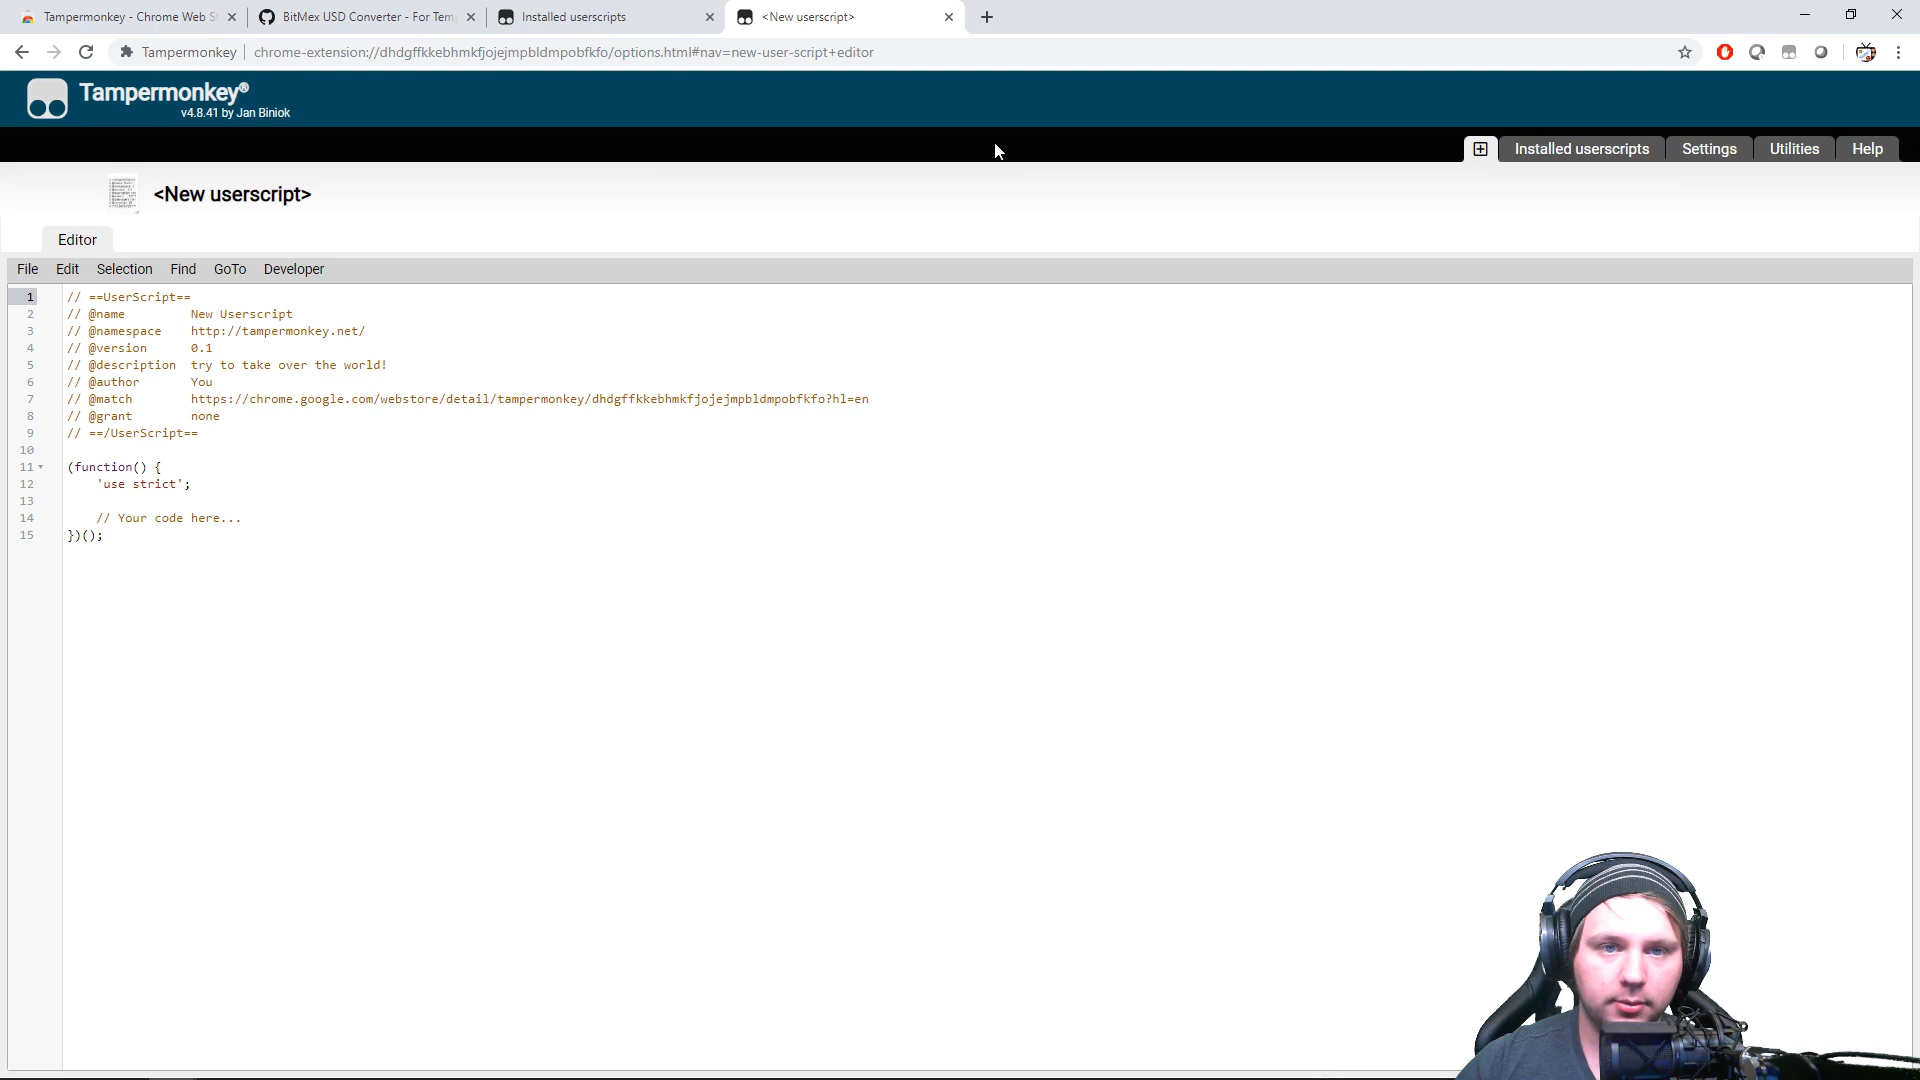 Tampermonkey - Chrome Web S
BitMex USD Converter - For Tem
Installed userscripts
<New userscript>
Tampermonkey
chrome-extension://dhdgffkkebhmkfjojejmpbldmpobfkfo/options.html#nav=new-user-script+editor
Tampermonkey®
v4.8.41 by Jan Biniok
Installed userscripts
Settings
Utilities
Help
<New userscript>
Editor
File Edit Selection Find GoTo Developer
1 // ==UserScript==
2 // @name New Userscript
3 // @namespace http://tampermonkey.net/
4 // @version 0.1
5 // @description try to take over the world!
6 // @author You
7 // @match https://chrome.google.com/webstore/detail/tampermonkey/dhdgffkkebhmkfjojejmpbldmpobfkfo?hl=en
8 // @grant none
9 // ==/UserScript==
10
11 (function() {
12 'use strict';
13
14 // Your code here...
15 })();